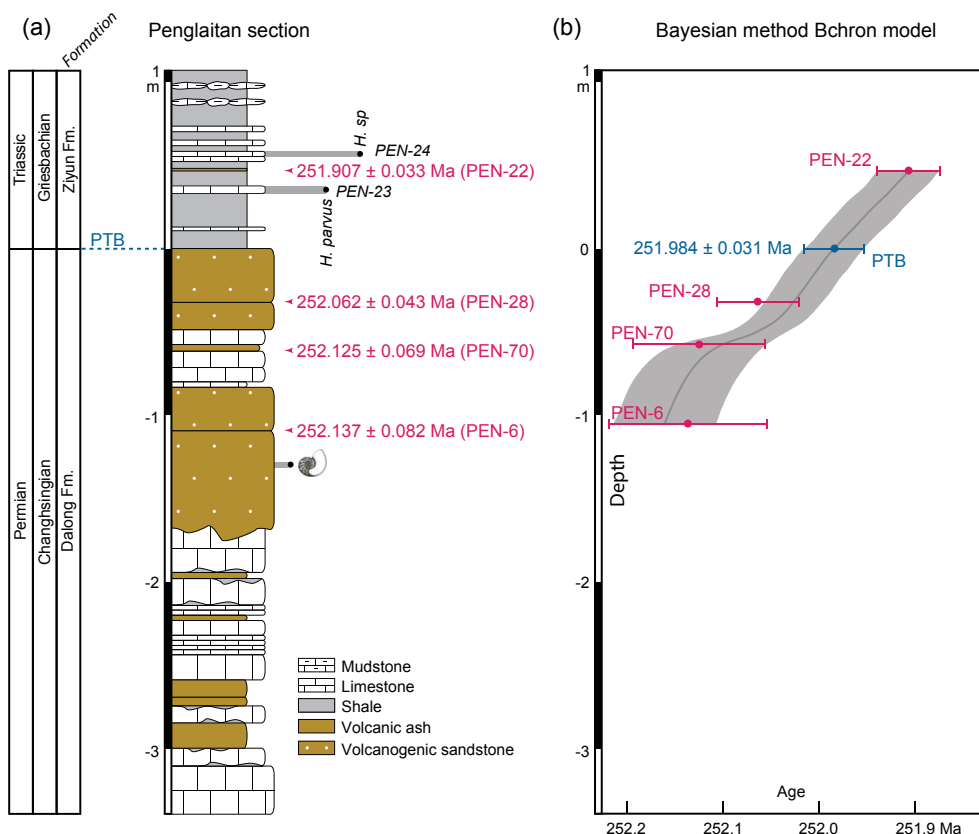 (a)
Penglaitan section
Formation
1
m
Triassic
Griesbachian
Ziyun Fm.
H. sp
PEN-24
251.907 ± 0.033 Ma (PEN-22)
PEN-23
H. parvus
PTB
Permian
Changhsingian
Dalong Fm.
252.062 ± 0.043 Ma (PEN-28)
252.125 ± 0.069 Ma (PEN-70)
-1
252.137 ± 0.082 Ma (PEN-6)
-2
Mudstone
Limestone
Shale
Volcanic ash
Volcanogenic sandstone
-3
(b)
Bayesian method Bchron model
1
m
PEN-22
0
251.984 ± 0.031 Ma
PTB
PEN-28
PEN-70
-1
PEN-6
Depth
-2
-3
Age
252.2
252.1
252.0
251.9 Ma